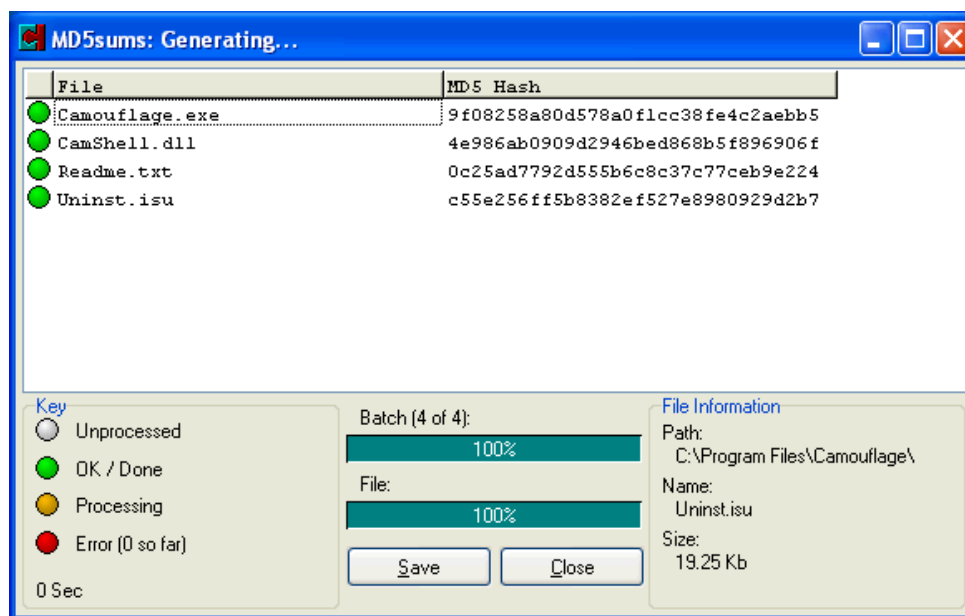 MD5sums: Generating...
File MD5 Hash
Camouflage.exe 9f08258a80d578a0f1cc38fe4c2aebb5
CamShell.dll 4e986ab0909d2946bed868b5f896906f
Readme.txt 0c25ad7792d555b6c8c37c77ceb9e224
Uninst.isu c55e256ff5b8382ef527e8980929d2b7
Key
Unprocessed
OK / Done
Processing
Error (0 so far)
0 Sec
Batch (4 of 4):
100%
File:
100%
Save Close
File Information
Path:
C:\Program Files\Camouflage\
Name:
Uninst.isu
Size:
19.25 Kb